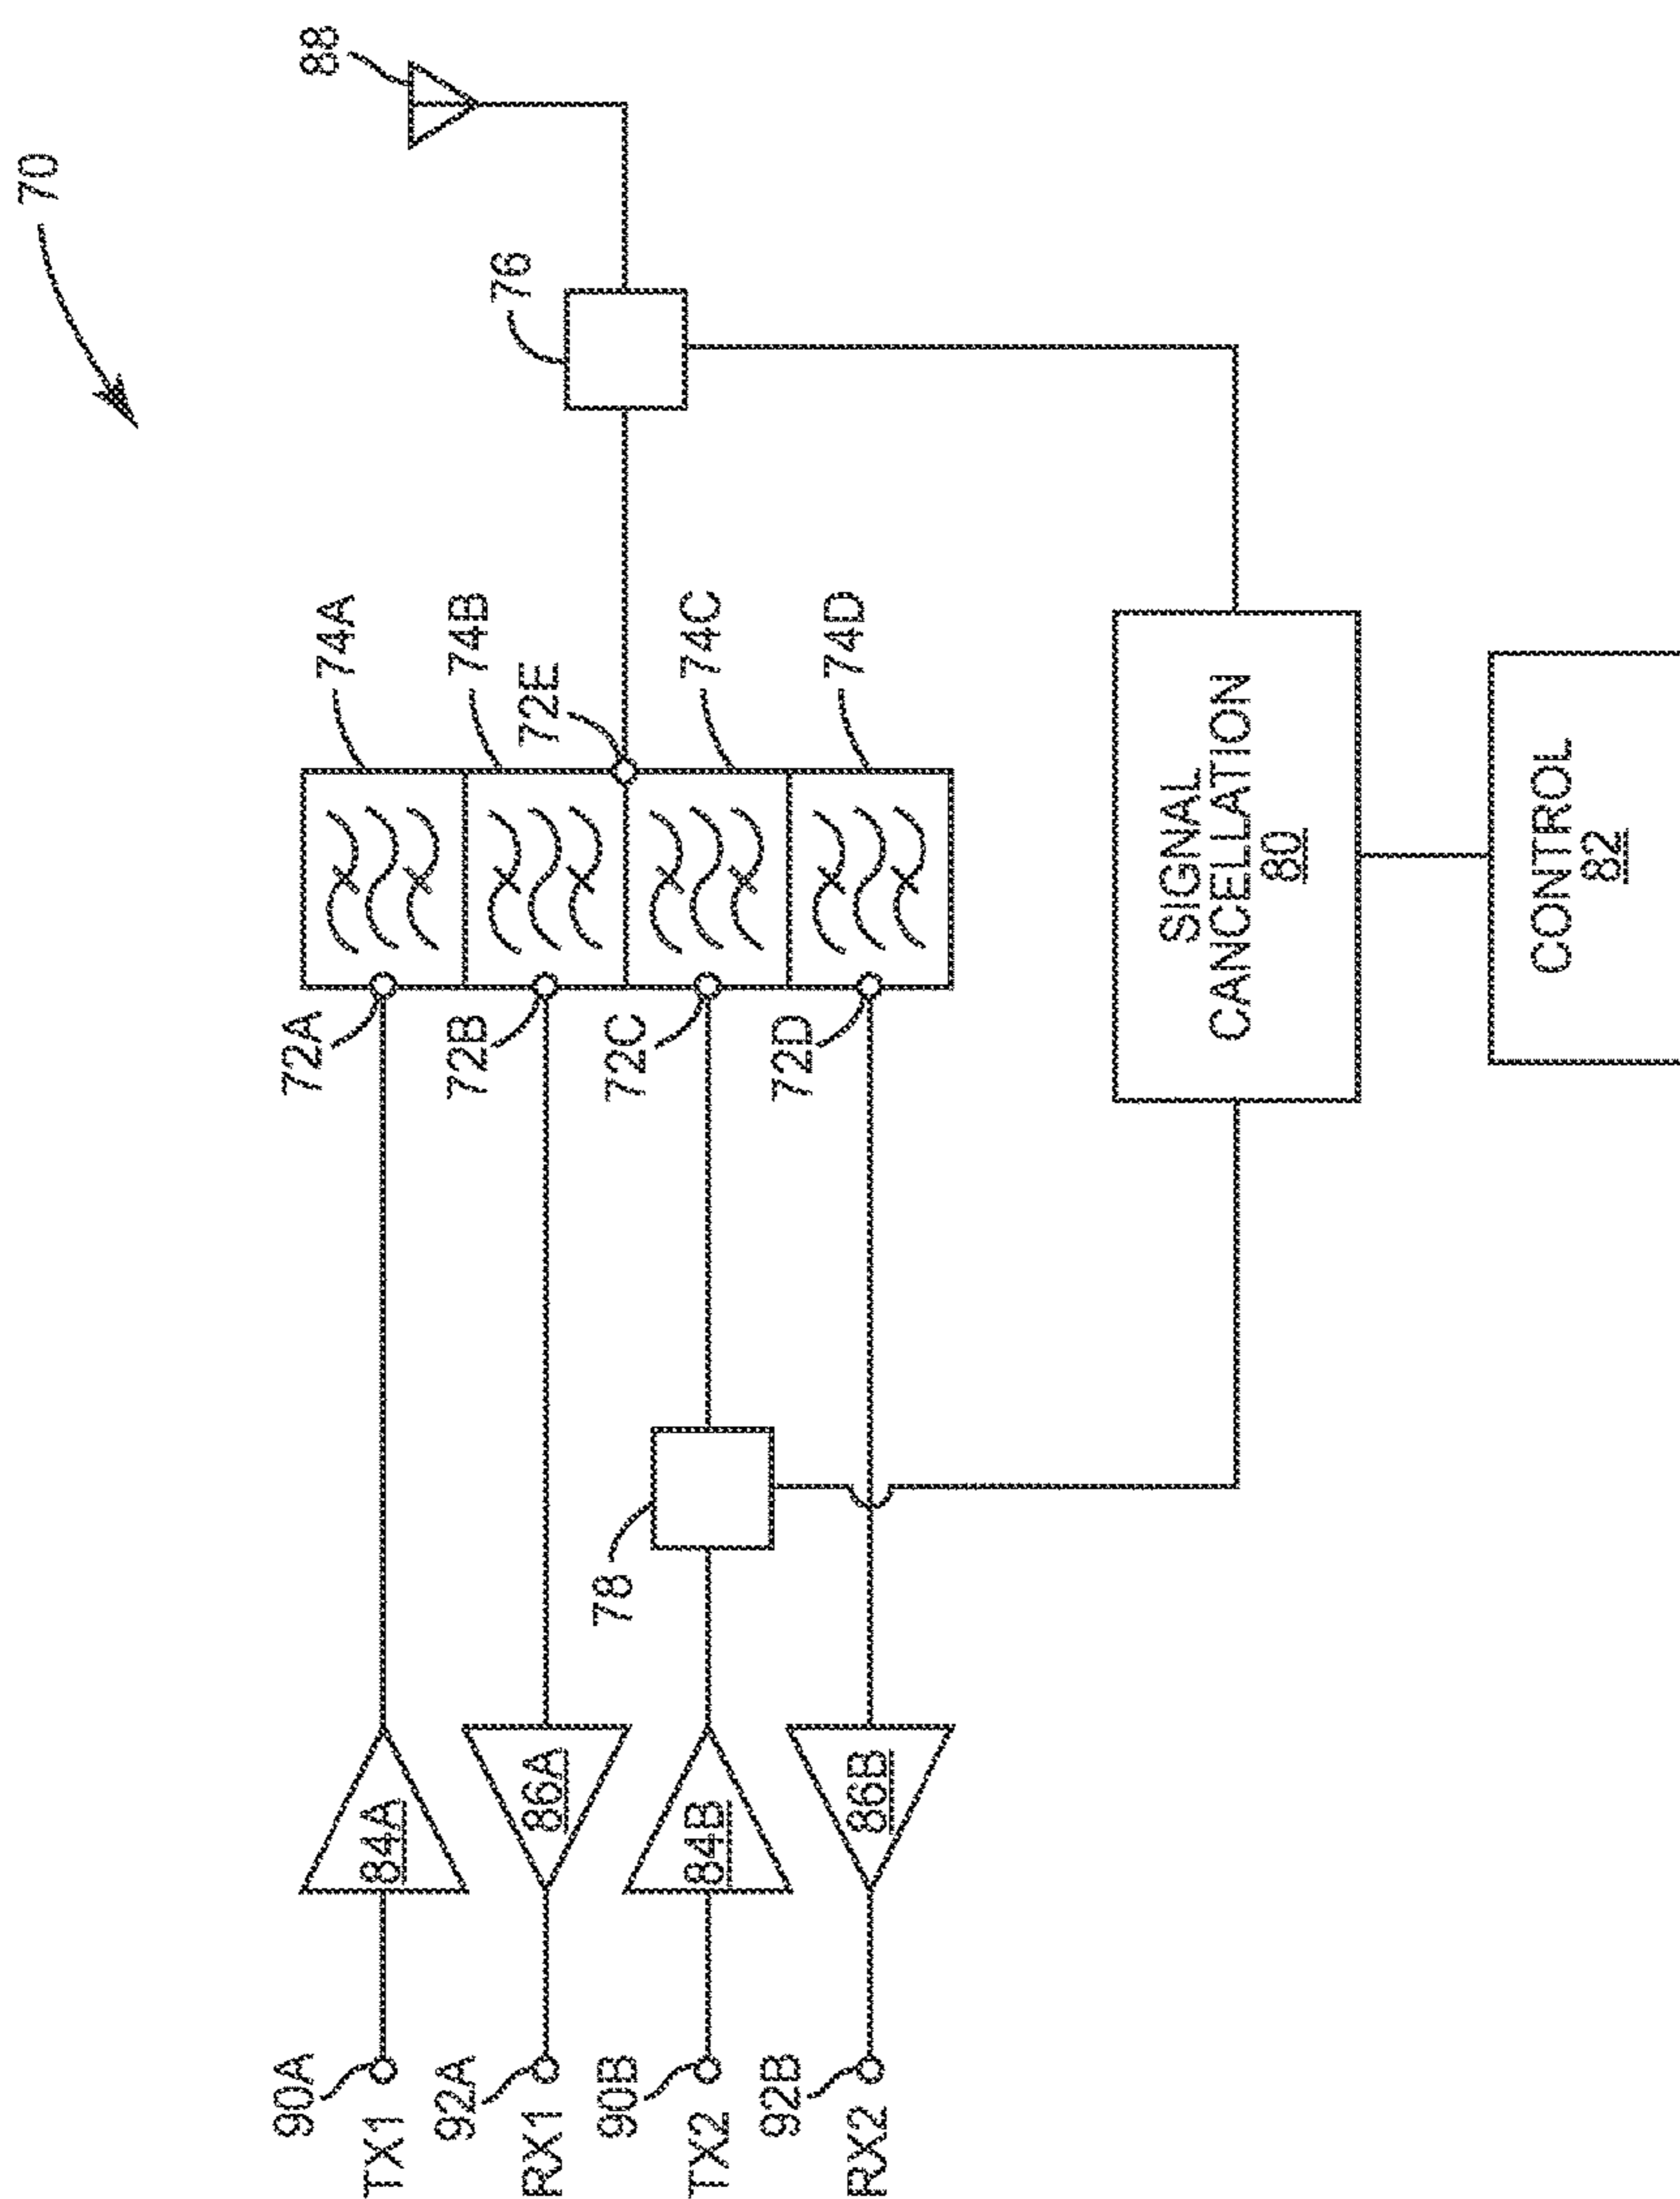 70
88
76
74A
74B
72E
74C
74D
72A
72B
72C
72D
78
SIGNAL
CANCELLATION
80
CONTROL
82
84A
86A
84B
86B
90A
TX1
92A
RX1
90B
TX2
92B
RX2